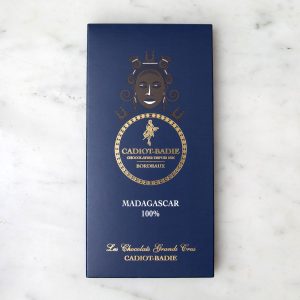 CADIOT-BADIE
CHOCOLATIER DEPUIS 1826
BORDEAUX
MADAGASCAR
100%
Les Chocolats Grands Crus
CADIOT-BADIE